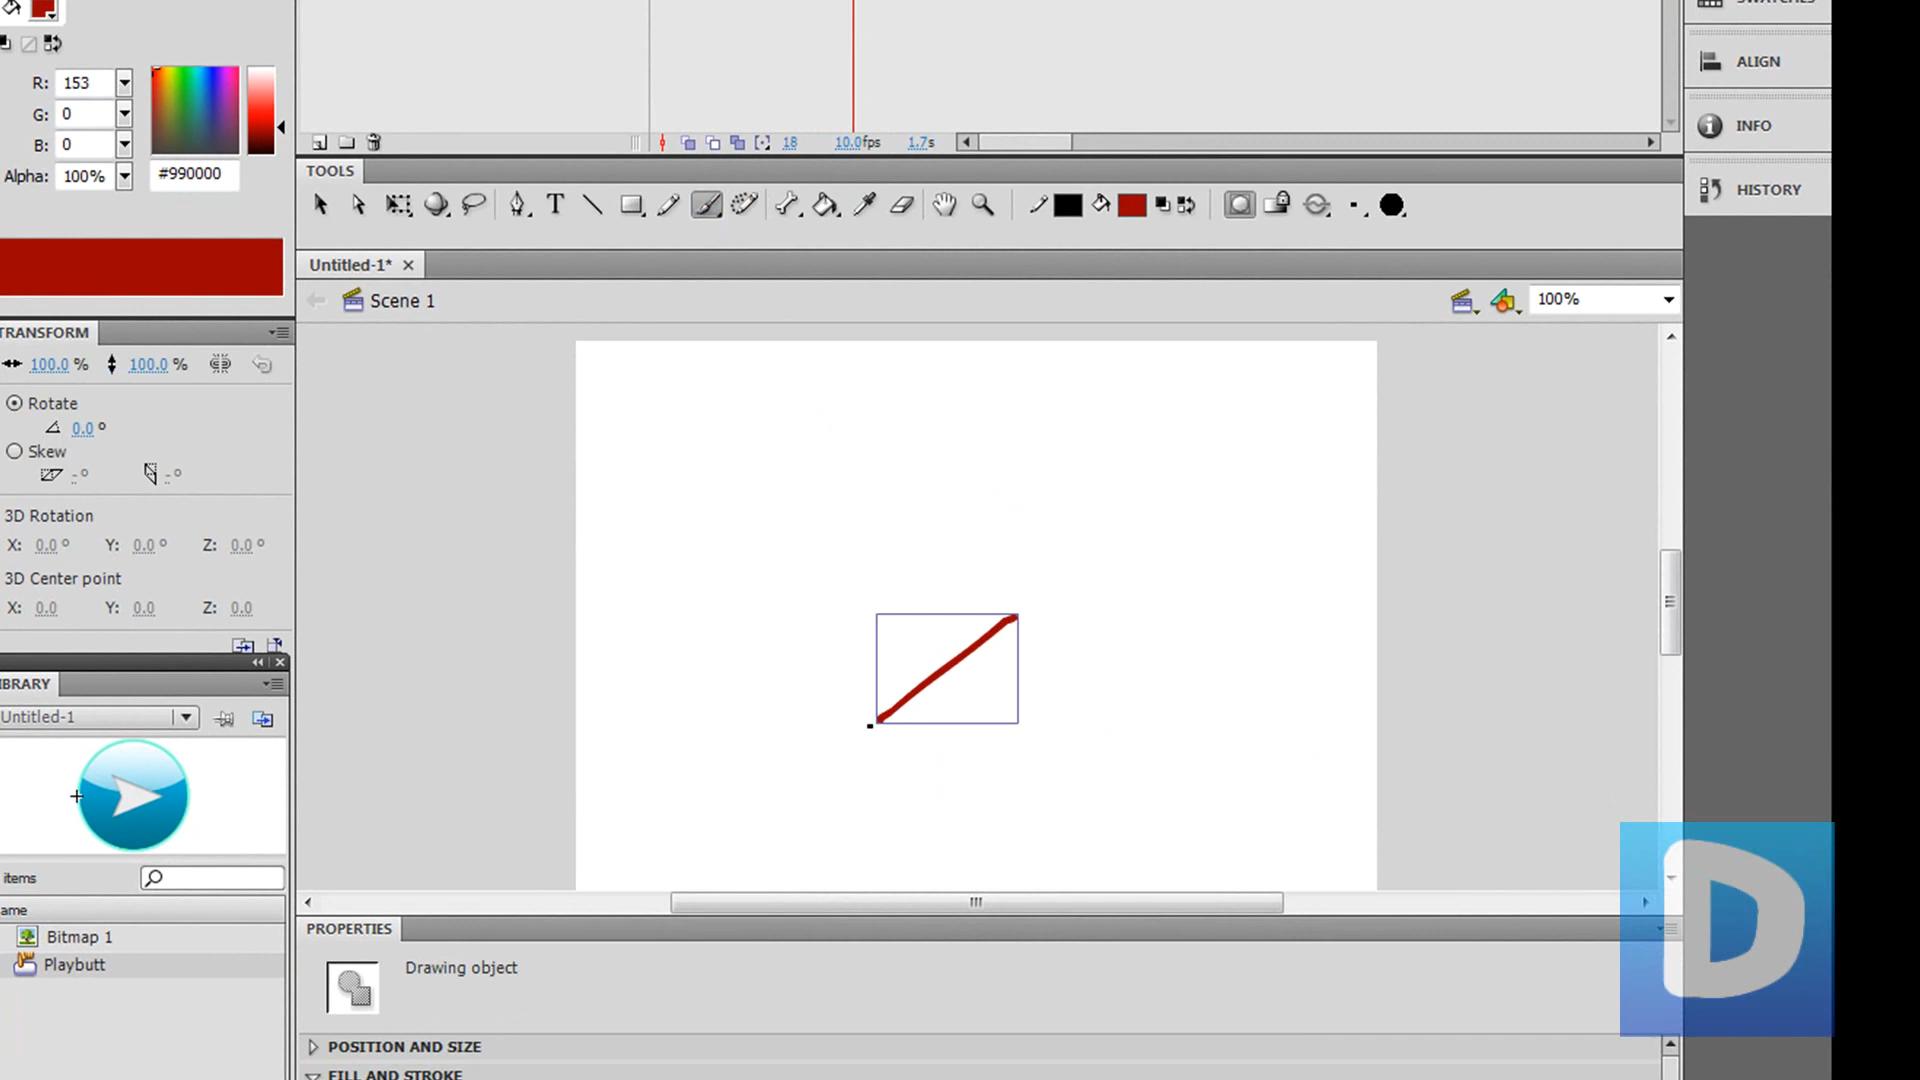 SWATCHES
R: 153
G: 0
B: 0
Alpha: 100%
#990000
ALIGN
INFO
HISTORY
18 10.0fps 1.7s
TOOLS
Untitled-1*
Scene 1
100%
TRANSFORM
100.0 % 100.0 %
Rotate
0.0 °
Skew
- ° - °
3D Rotation
X: 0.0 ° Y: 0.0 ° Z: 0.0 °
3D Center point
X: 0.0 Y: 0.0 Z: 0.0
IBRARY
Untitled-1
items
ame
Bitmap 1
Playbutt
PROPERTIES
Drawing object
POSITION AND SIZE
FILL AND STROKE
D